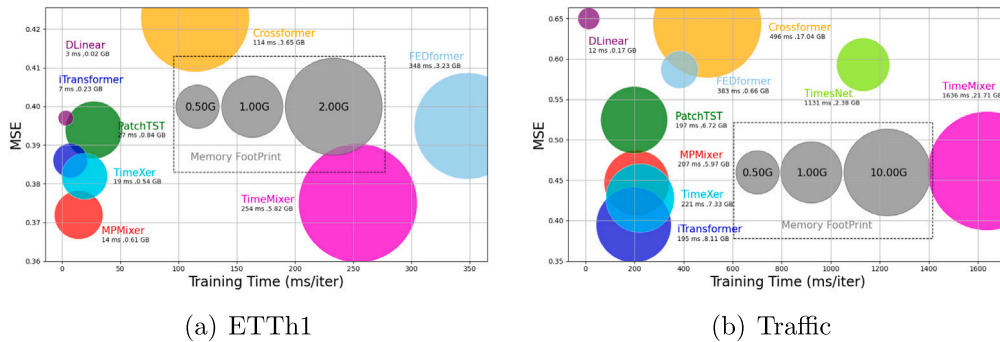 0.42
0.41
0.40
0.39
0.38
0.37
0.36
MSE
0
50
100
150
200
250
300
350
Training Time (ms/iter)
DLinear
3 ms ,0.02 GB
iTransformer
7 ms ,0.23 GB
PatchTST
27 ms ,0.84 GB
TimeXer
19 ms ,0.54 GB
MPMixer
14 ms ,0.61 GB
Crossformer
114 ms ,3.65 GB
FEDformer
348 ms ,3.23 GB
TimeMixer
254 ms ,5.82 GB
0.50G
1.00G
2.00G
Memory FootPrint
(a) ETTh1
0.65
0.60
0.55
0.50
0.45
0.40
0.35
MSE
0
200
400
600
800
1000
1200
1400
1600
Training Time (ms/iter)
DLinear
12 ms ,0.17 GB
Crossformer
496 ms ,17.04 GB
FEDformer
383 ms ,0.66 GB
TimesNet
1131 ms ,2.38 GB
TimeMixer
1636 ms ,21.71 GB
PatchTST
197 ms ,6.72 GB
MPMixer
207 ms ,5.97 GB
TimeXer
221 ms ,7.33 GB
iTransformer
195 ms ,8.11 GB
0.50G
1.00G
10.00G
Memory FootPrint
(b) Traffic